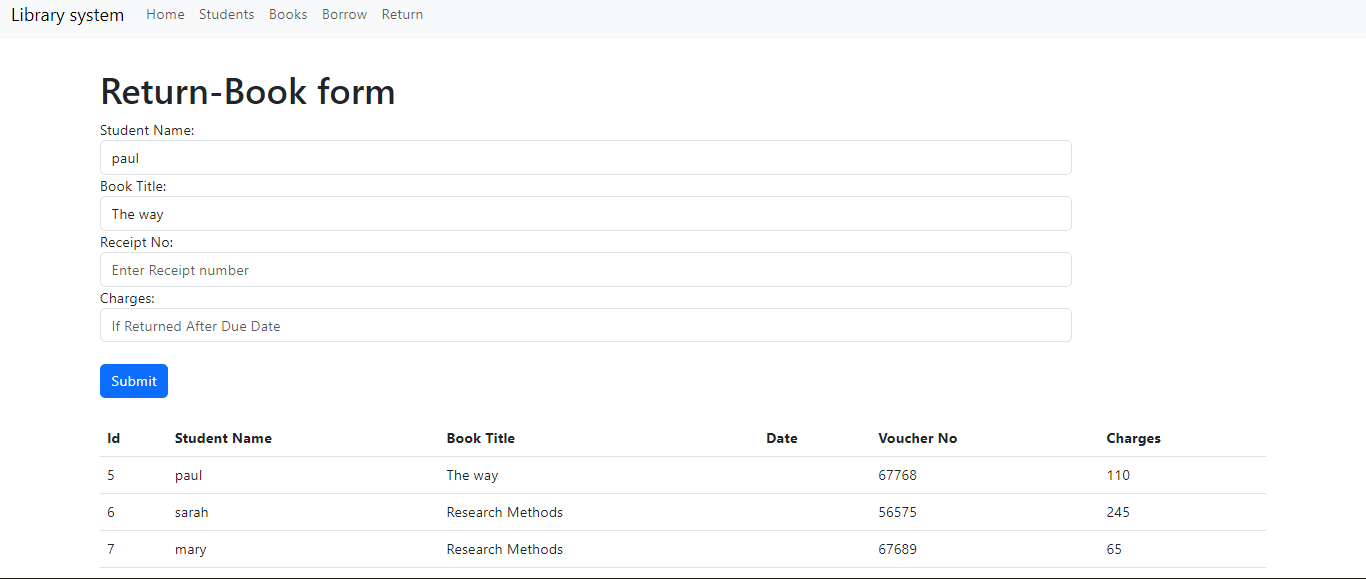 Library system Home Students Books Borrow Return
Return-Book form
Student Name:
paul
Book Title:
The way
Receipt No:
Enter Receipt number
Charges:
If Returned After Due Date
Submit
Id Student Name Book Title Date Voucher No Charges
5 paul The way 67768 110
6 sarah Research Methods 56575 245
7 mary Research Methods 67689 65